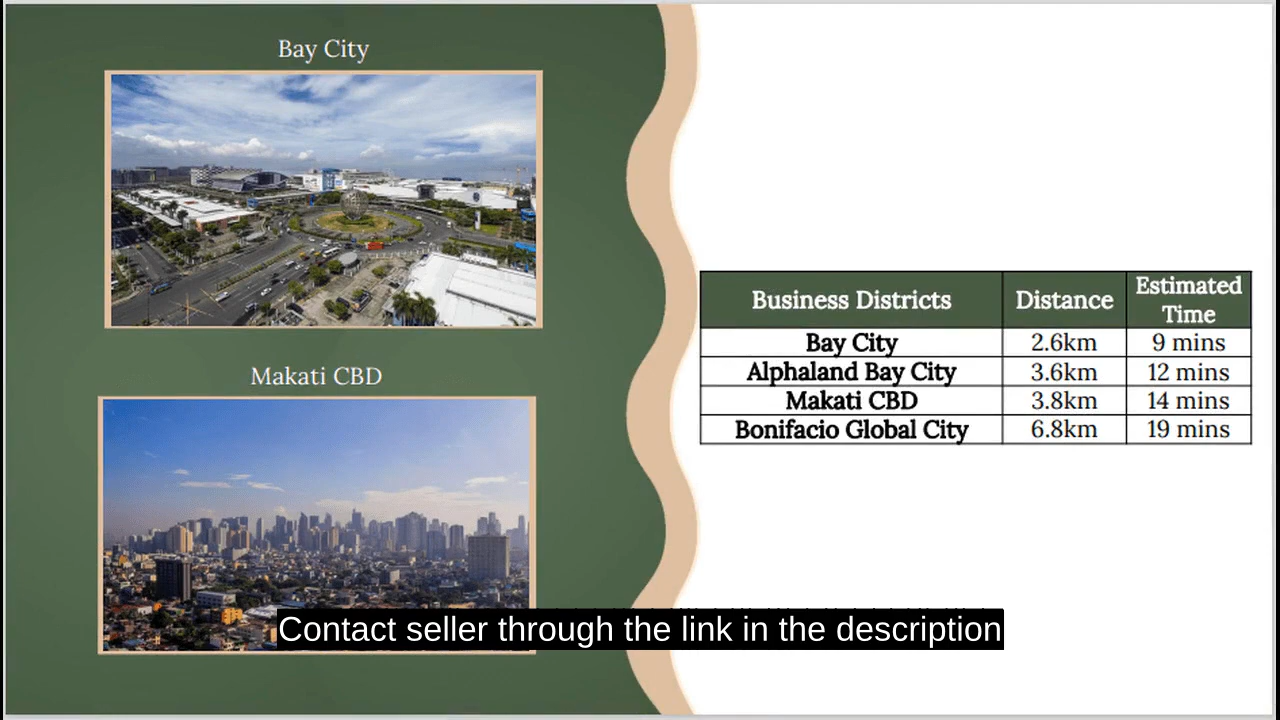 Bay City
Makati CBD
Business Districts Distance Estimated Time
Bay City 2.6km 9 mins
Alphaland Bay City 3.6km 12 mins
Makati CBD 3.8km 14 mins
Bonifacio Global City 6.8km 19 mins
Contact seller through the link in the description